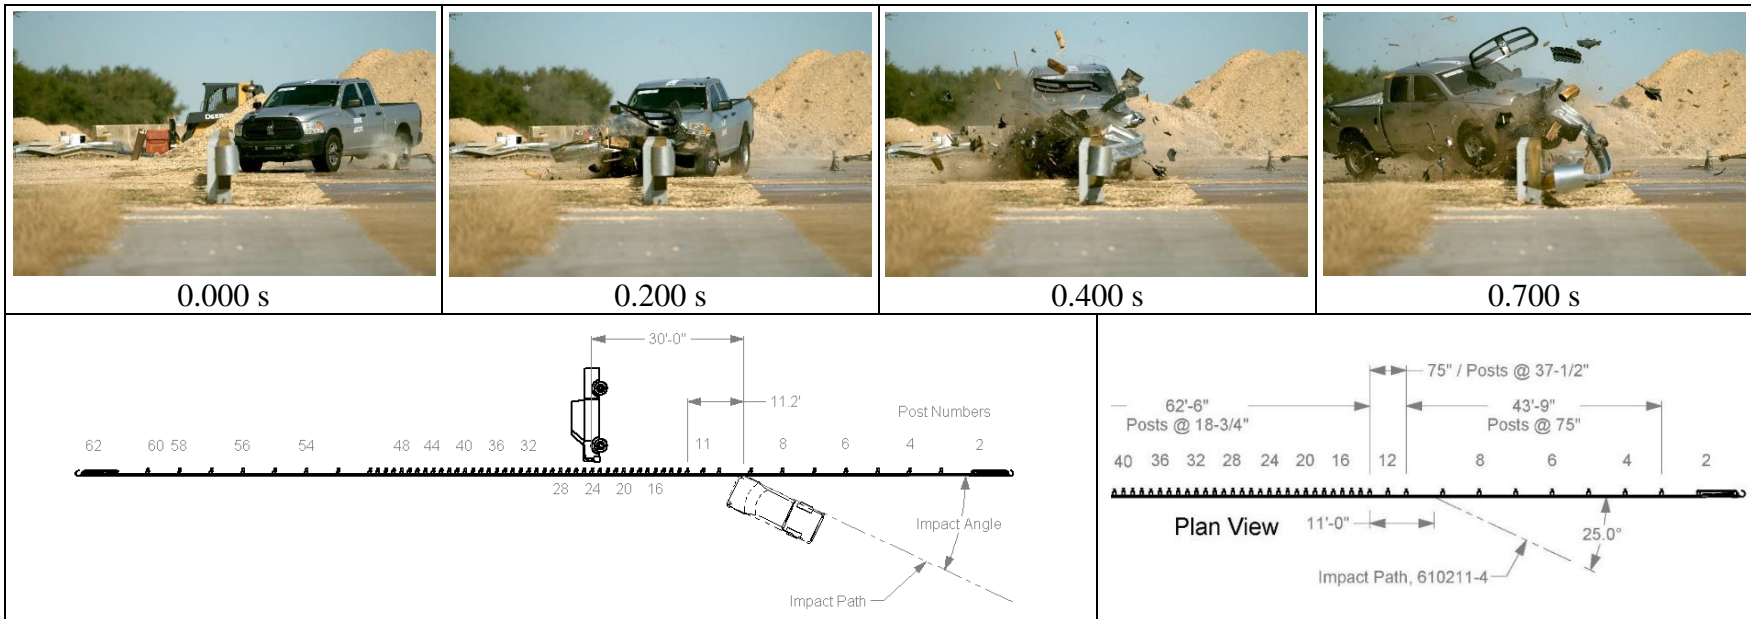 DEERE
0.000 s
0.200 s
0.400 s
0.700 s
30'-0"
11.2'
Post Numbers
62 60 58 56 54 48 44 40 36 32 11 8 6 4 2
28 24 20 16
Impact Angle
Impact Path
75" / Posts @ 37-1/2"
62'-6" 43'-9"
Posts @ 18-3/4" Posts @ 75"
40 36 32 28 24 20 16 12 8 6 4 2
Plan View 11'-0"
25.0°
Impact Path, 610211-4